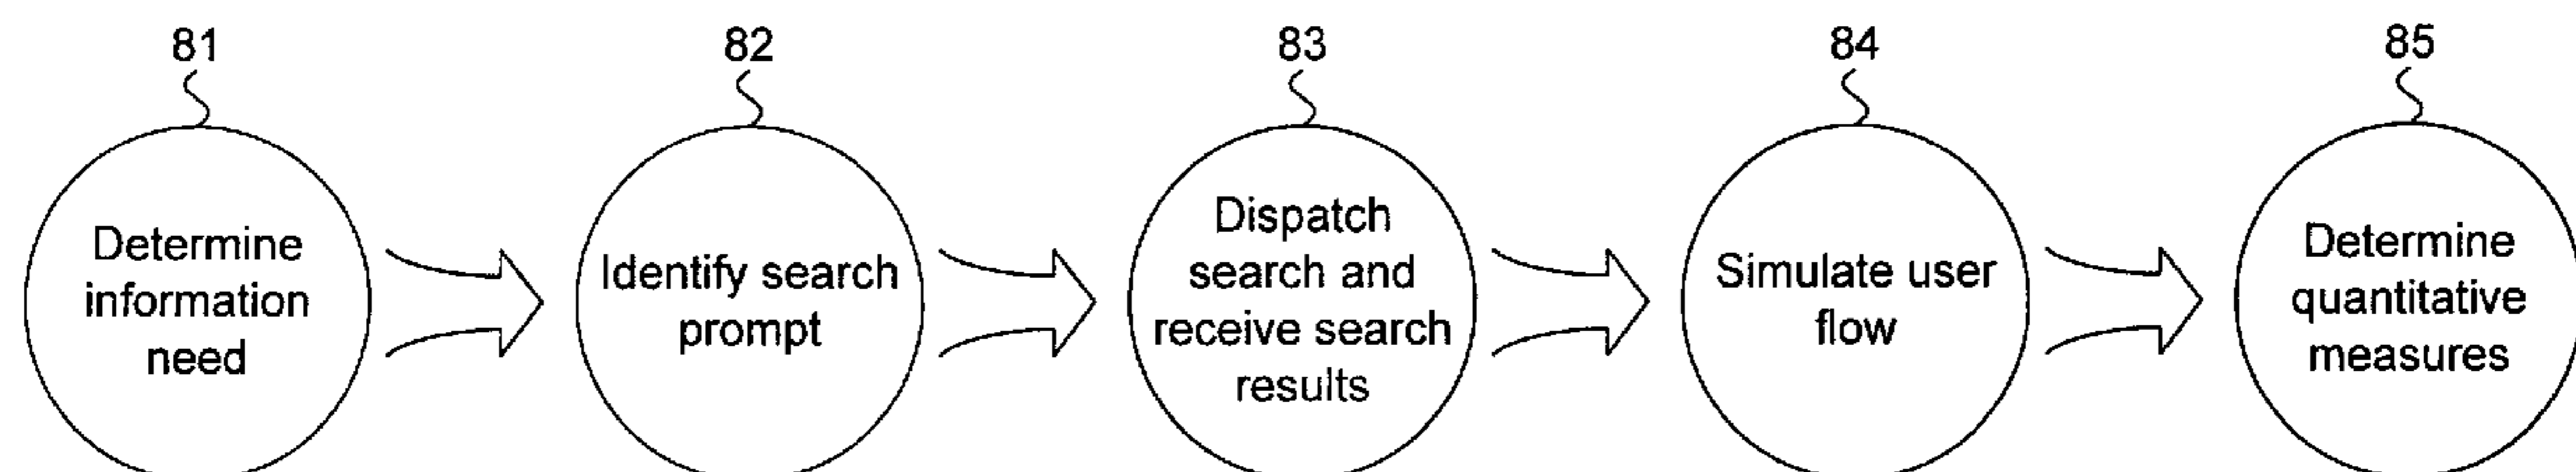 81
82
83
84
85
Determine
information
need
Identify search
prompt
Dispatch
search and
receive search
results
Simulate user
flow
Determine
quantitative
measures